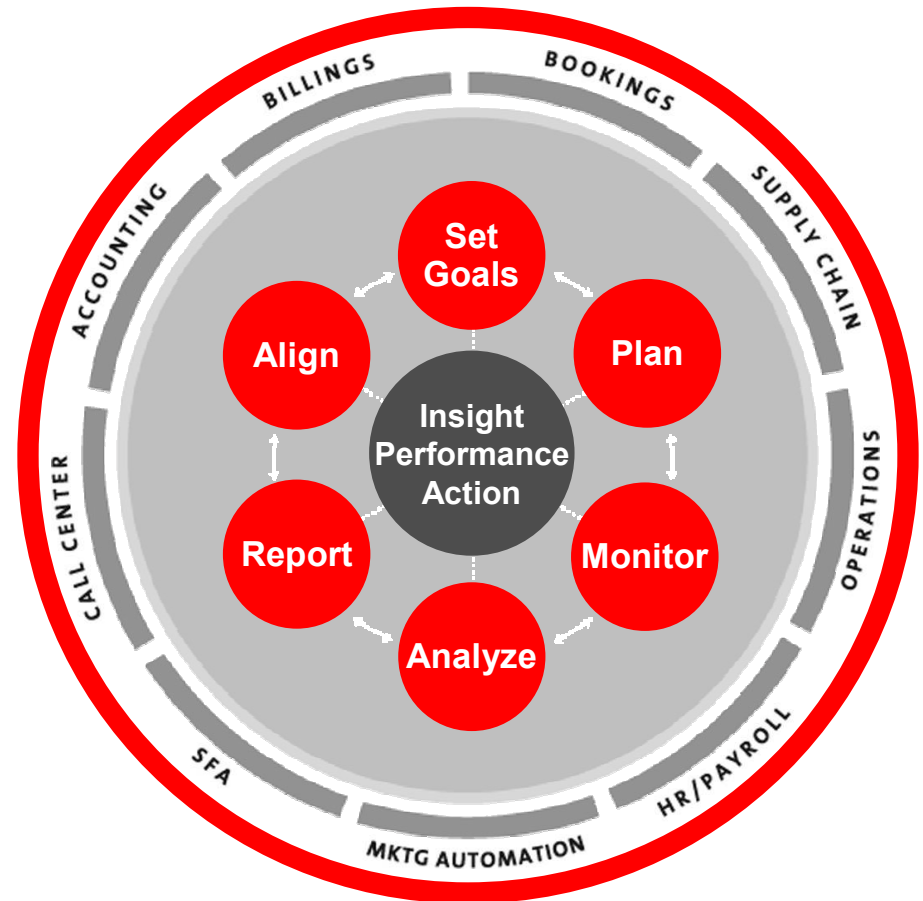 BILLINGS
BOOKINGS
SUPPLY CHAIN
OPERATIONS
HR/PAYROLL
MKTG AUTOMATION
SFA
CALL CENTER
ACCOUNTING
Set
Goals
Plan
Monitor
Analyze
Report
Align
Insight
Performance
Action